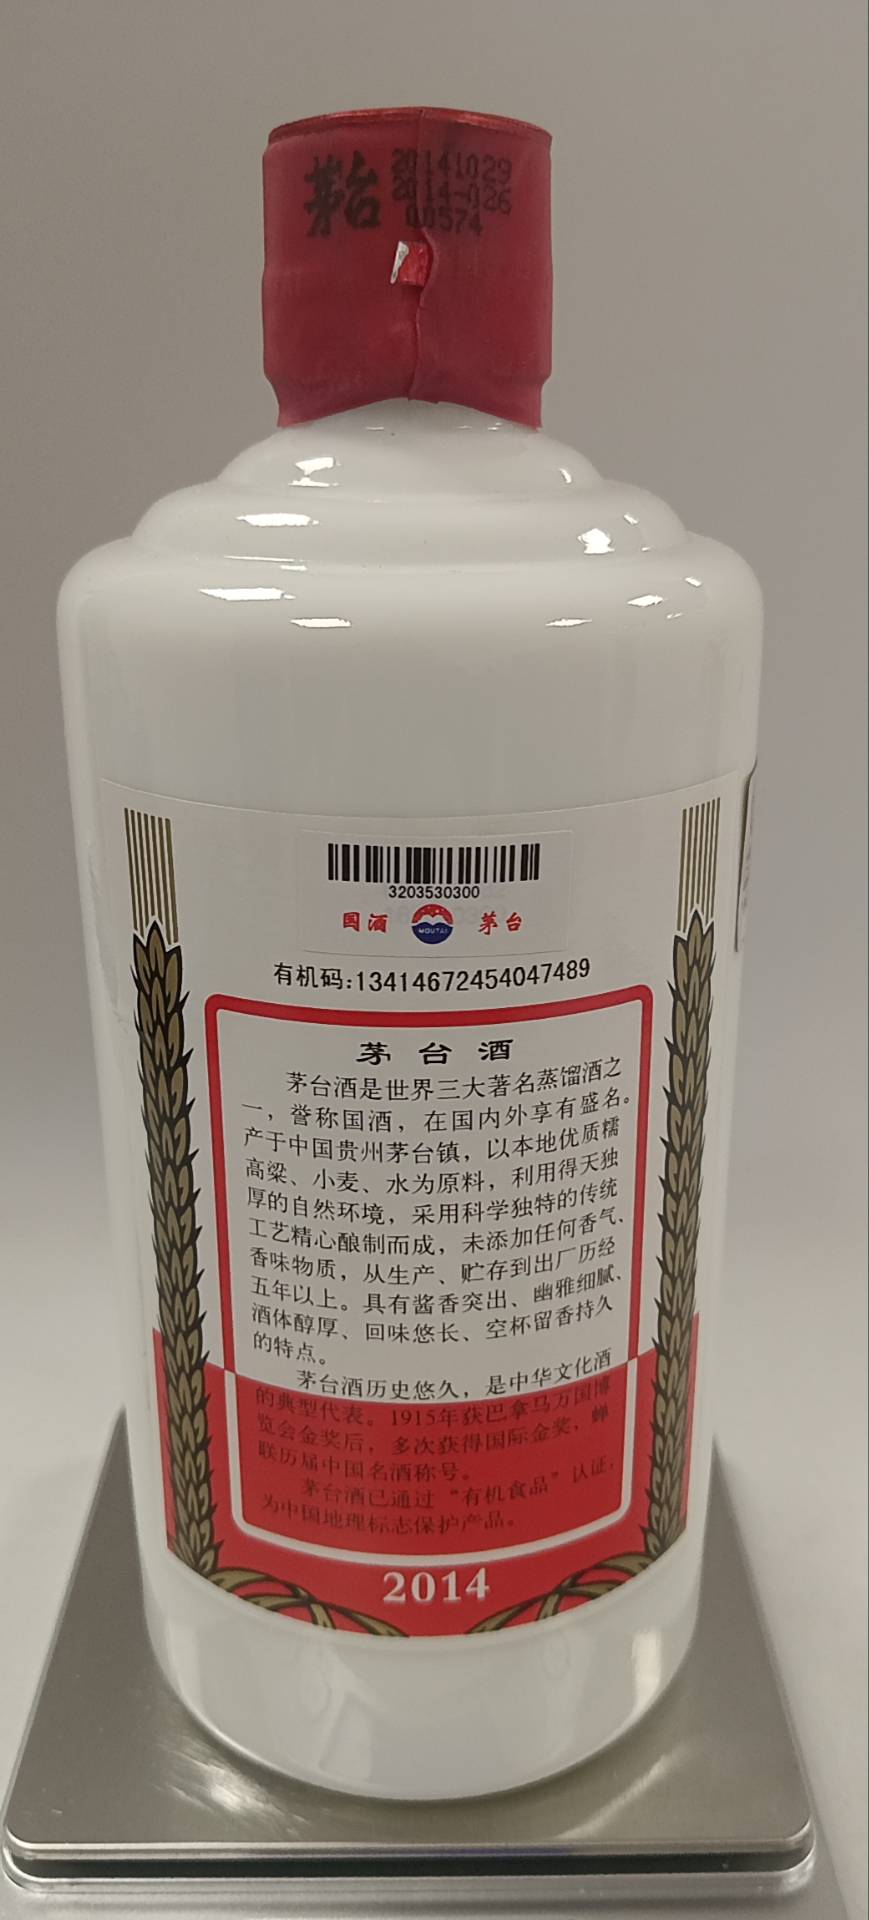 茅台
20141029
2014-026
00574
3203530300
国酒 MOUTAI 茅台
有机码:13414672454047489
茅台酒
茅台酒是世界三大著名蒸馏酒之
一，誉称国酒，在国内外享有盛名。
产于中国贵州茅台镇，以本地优质糯
高粱、小麦、水为原料，利用得天独
厚的自然环境，采用科学独特的传统
工艺精心酿制而成，未添加任何香气、
香味物质，从生产、贮存到出厂历经
五年以上。具有酱香突出、幽雅细腻、
酒体醇厚、回味悠长、空杯留香持久
的特点。
茅台酒历史悠久，是中华文化酒
的典型代表。1915年获巴拿马万国博
览会金奖后，多次获得国际金奖，蝉
联历届中国名酒称号。
茅台酒已通过“有机食品”认证；
为中国地理标志保护产品。
2014